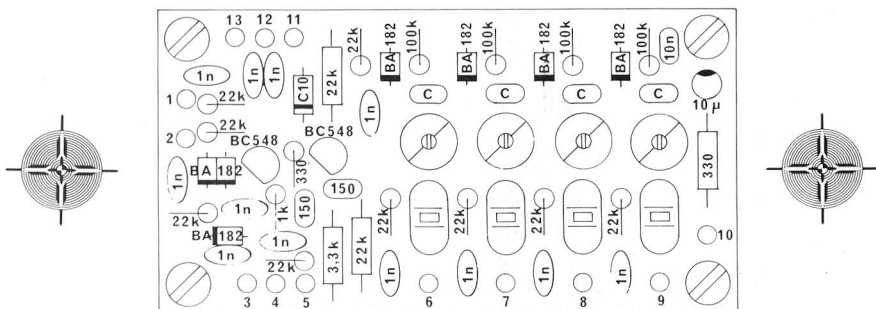 13 12 11
22k BA-182 100k BA-182 100k BA-182 100k BA-182 100k 10n
1n 1n 1n C10 22k
C C C C
1 22k 1n 10 µ
2 22k BC548 BC548
BA 182 330 330
1n 150
150
22k 1n 1k 22k 22k 22k 22k
BA 182 1n 10
1n 22k 3,3k 22k 1n 1n 1n 1n
3 4 5 6 7 8 9